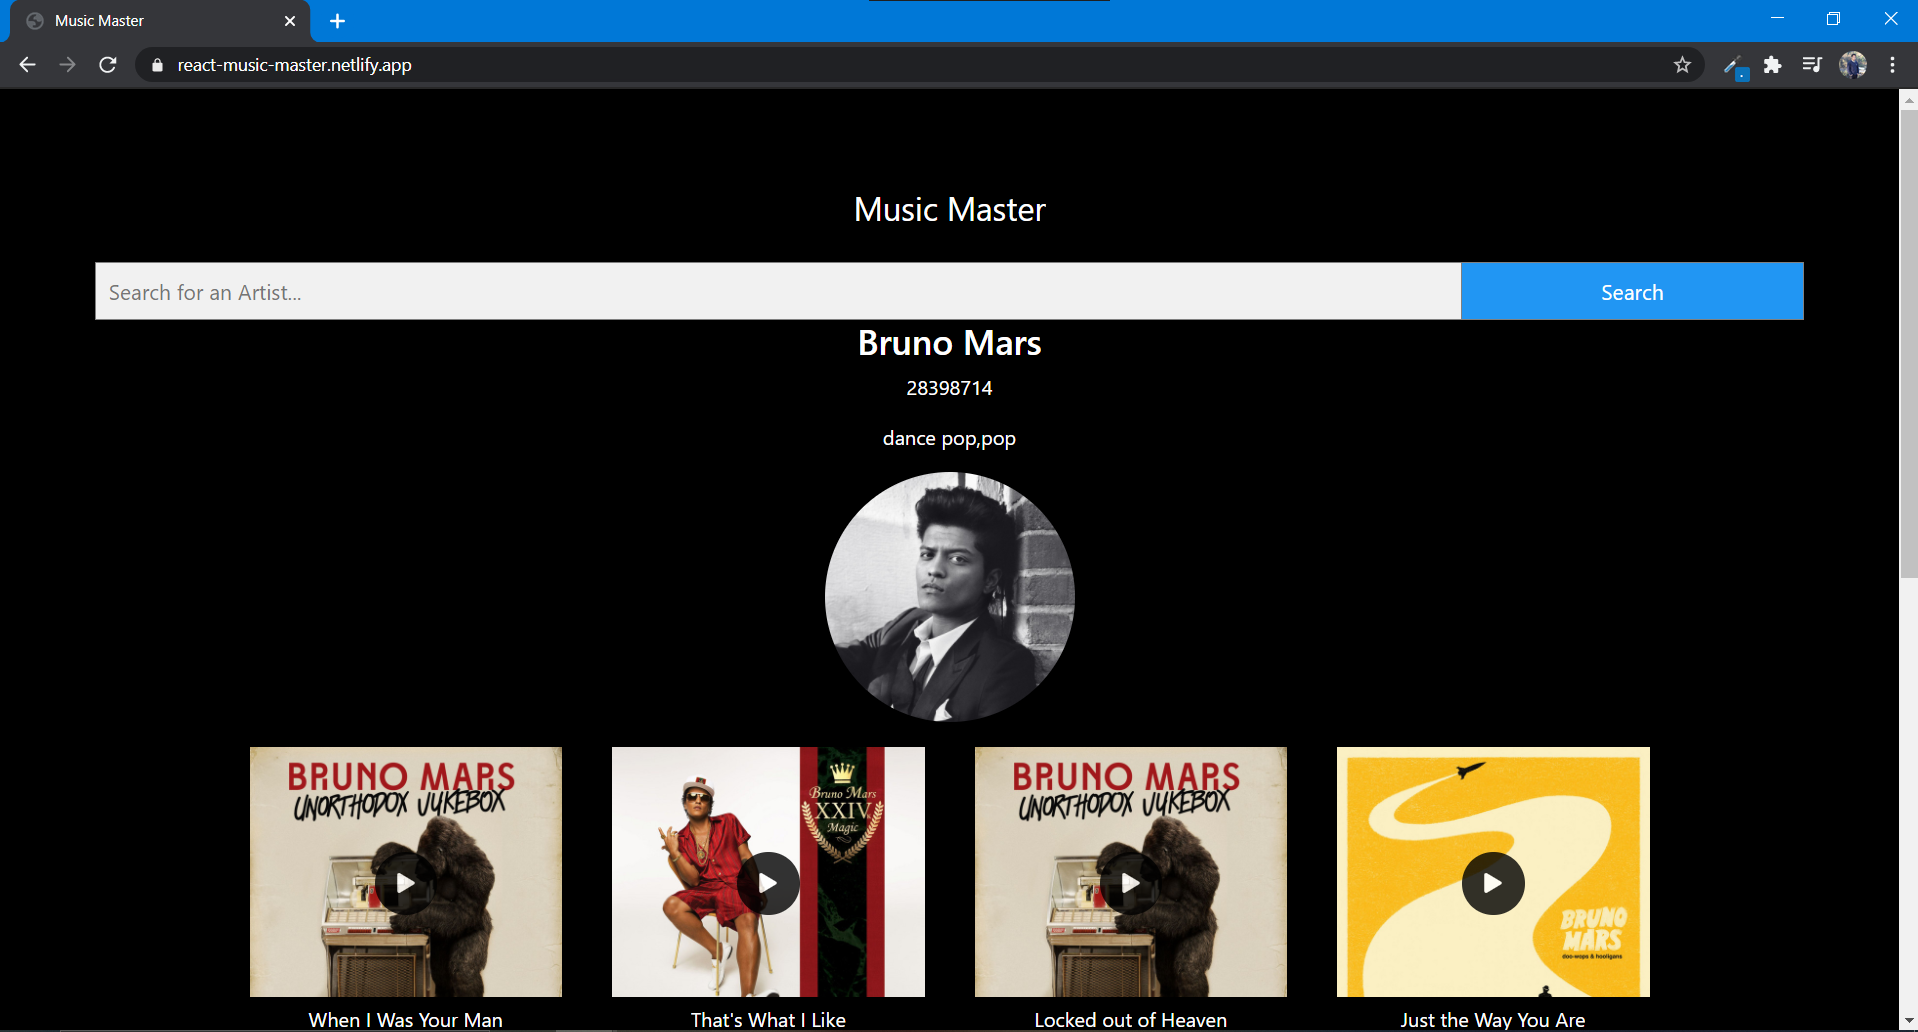 Music Master
react-music-master.netlify.app
Music Master
Search for an Artist...
Search
Bruno Mars
28398714
dance pop,pop
BRUNO MARS
UNORTHODOX JUKEBOX
Bruno Mars
XXIV
Magic
BRUNO MARS
UNORTHODOX JUKEBOX
BRUNO
MARS
doo-wops & hooligans
When I Was Your Man
That's What I Like
Locked out of Heaven
Just the Way You Are